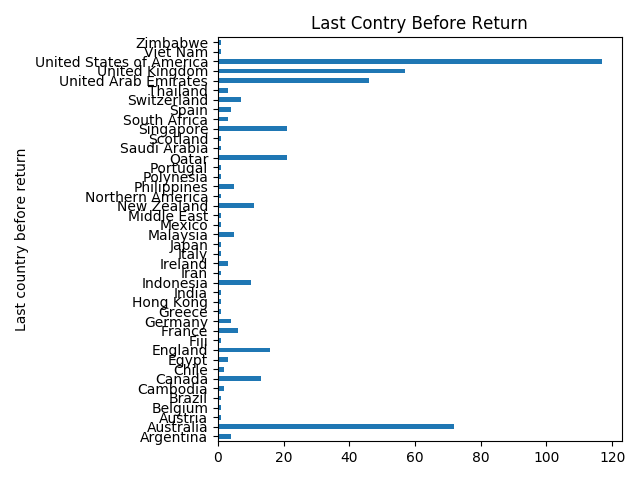 Last Contry Before Return
Last country before return
Zimbabwe
Viet Nam
United States of America
United Kingdom
United Arab Emirates
Thailand
Switzerland
Spain
South Africa
Singapore
Scotland
Saudi Arabia
Qatar
Portugal
Polynesia
Philippines
Northern America
New Zealand
Middle East
Mexico
Malaysia
Japan
Italy
Ireland
Iran
Indonesia
India
Hong Kong
Greece
Germany
France
Fiji
England
Egypt
Chile
Canada
Cambodia
Brazil
Belgium
Austria
Australia
Argentina
0 20 40 60 80 100 120